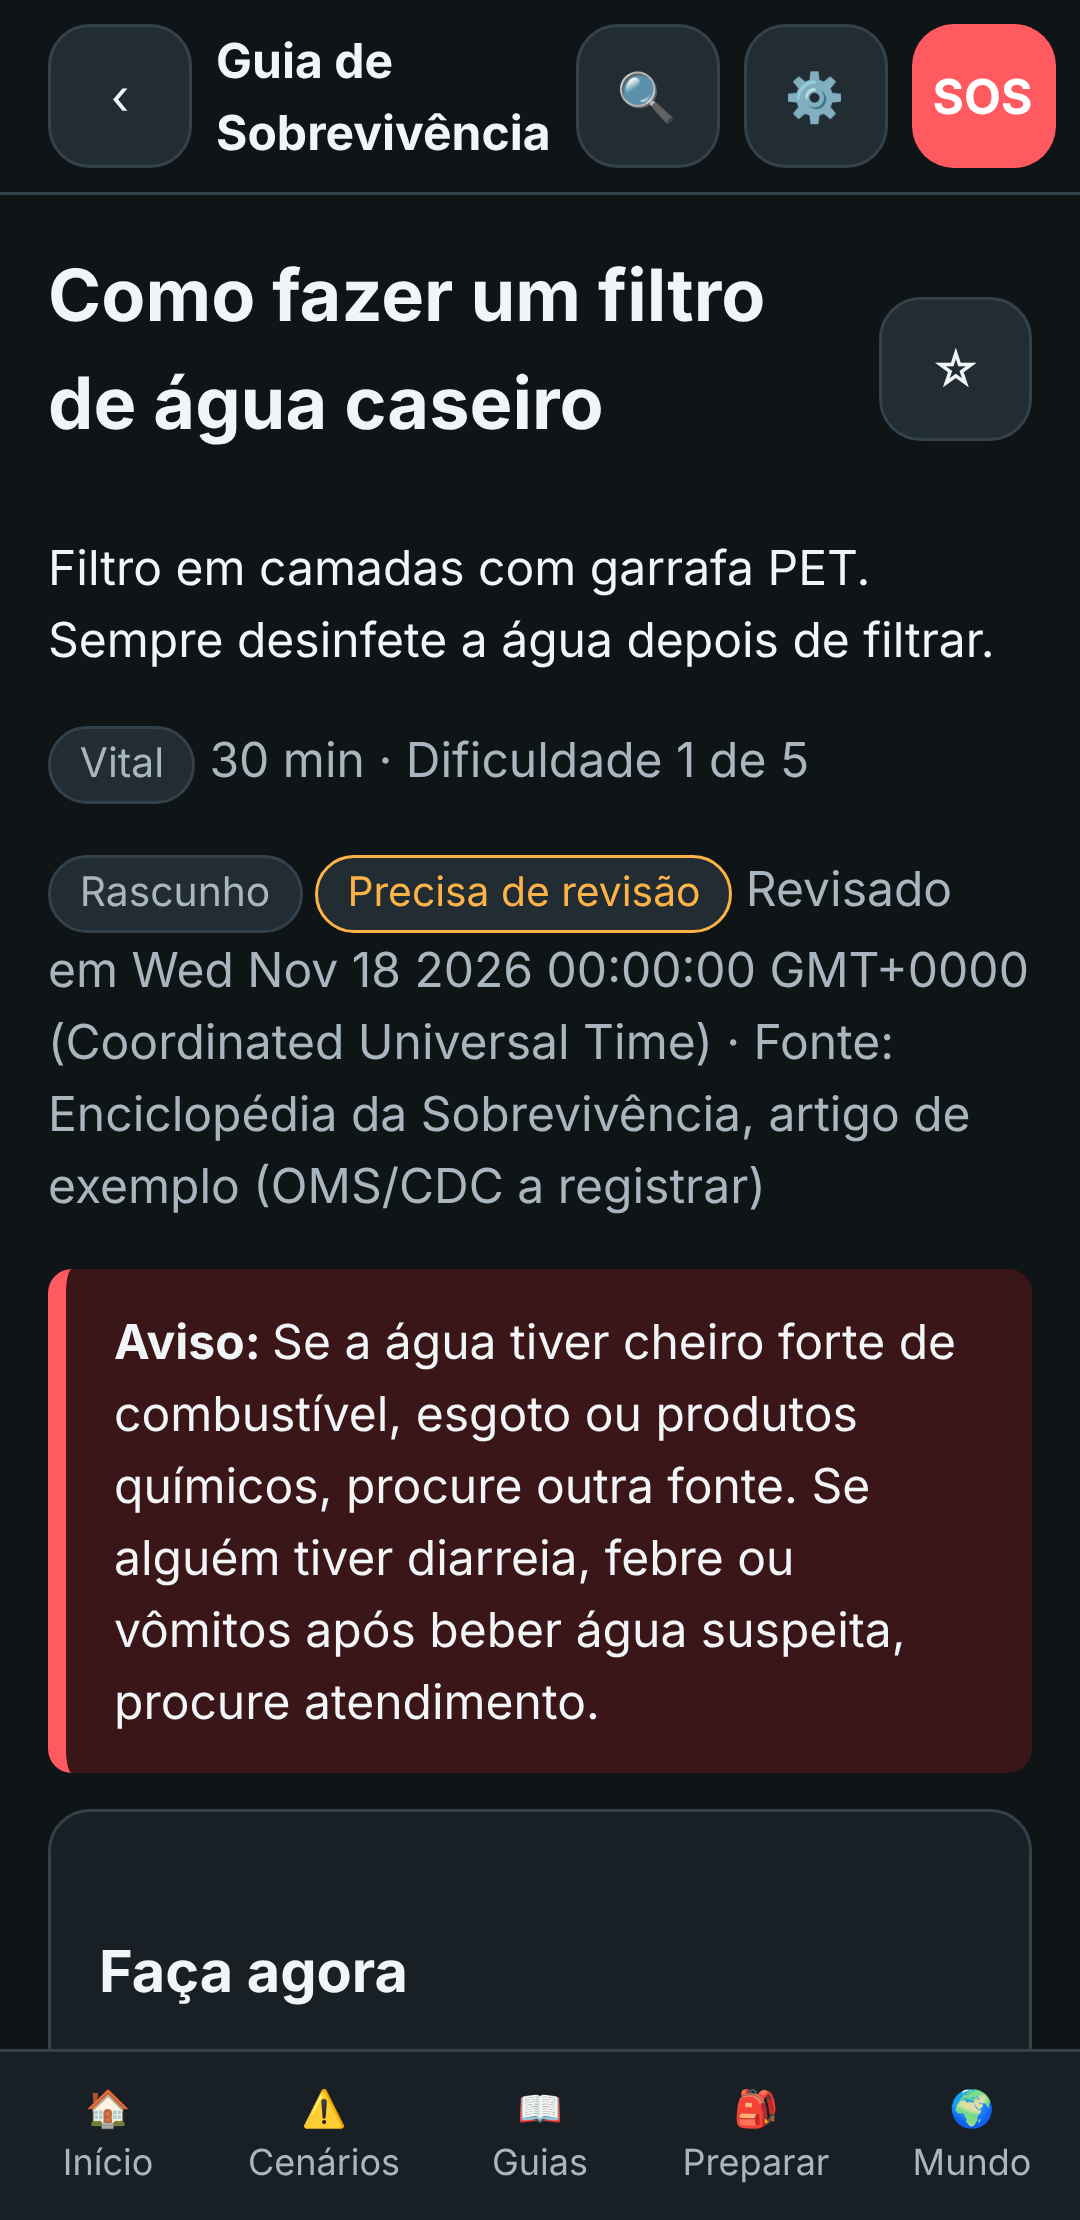 Guia de
Sobrevivência
SOS
Como fazer um filtro
de água caseiro
Filtro em camadas com garrafa PET.
Sempre desinfete a água depois de filtrar.
Vital 30 min · Dificuldade 1 de 5
Rascunho Precisa de revisão Revisado
em Wed Nov 18 2026 00:00:00 GMT+0000
(Coordinated Universal Time) · Fonte:
Enciclopédia da Sobrevivência, artigo de
exemplo (OMS/CDC a registrar)
Aviso: Se a água tiver cheiro forte de
combustível, esgoto ou produtos
químicos, procure outra fonte. Se
alguém tiver diarreia, febre ou
vômitos após beber água suspeita,
procure atendimento.
Faça agora
Início Cenários Guias Preparar Mundo